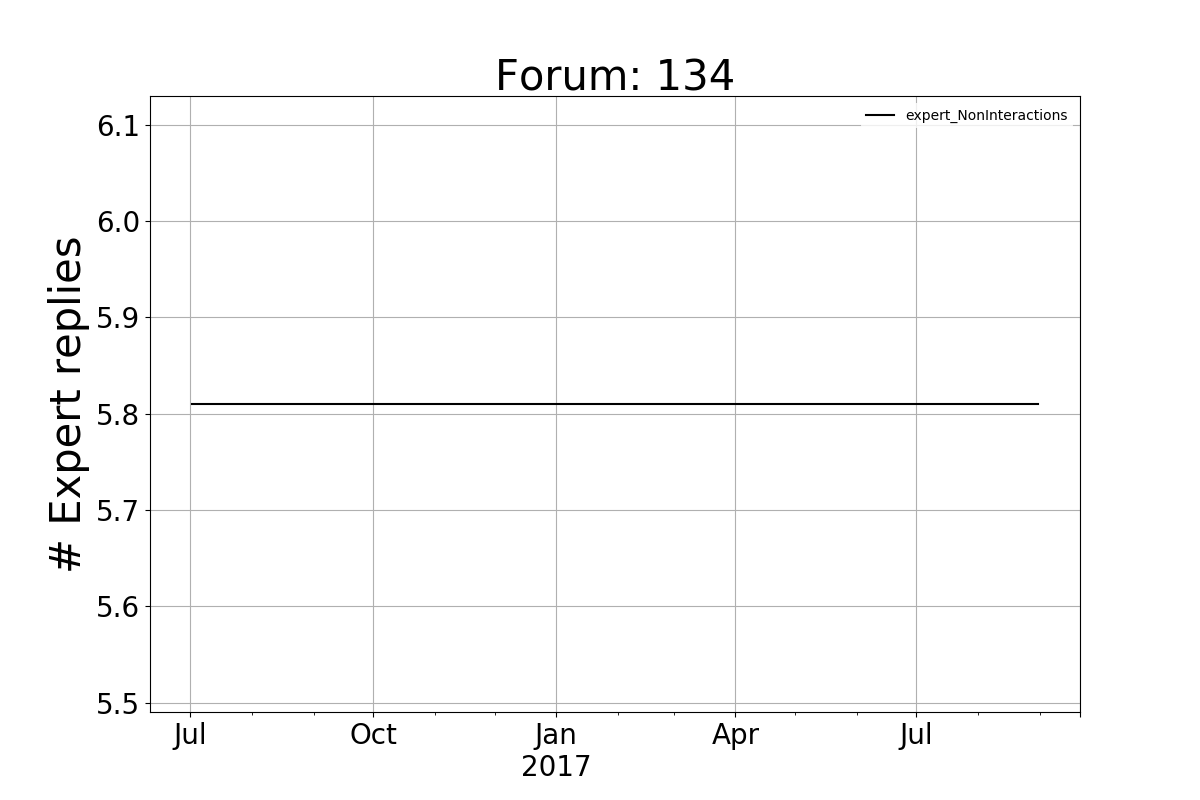 Forum: 134
expert_NonInteractions
# Expert replies
6.1
6.0
5.9
5.8
5.7
5.6
5.5
Jul
Oct
Jan
Apr
Jul
2017